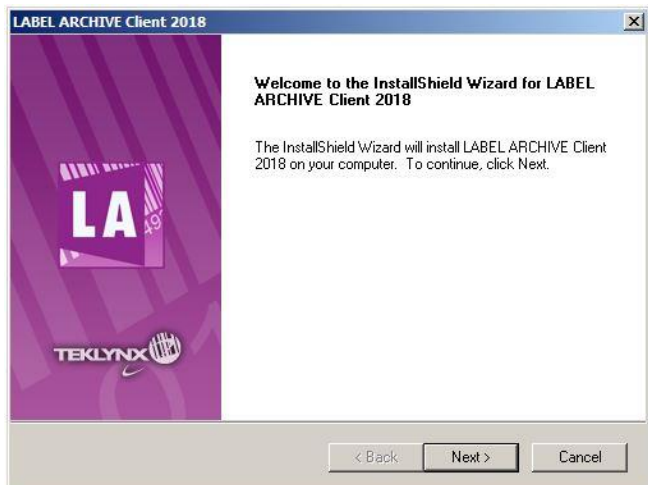 LABEL ARCHIVE Client 2018
Welcome to the InstallShield Wizard for LABEL
ARCHIVE Client 2018
The InstallShield Wizard will install LABEL ARCHIVE Client
2018 on your computer. To continue, click Next.
LA
TEKLYNX
< Back
Next >
Cancel